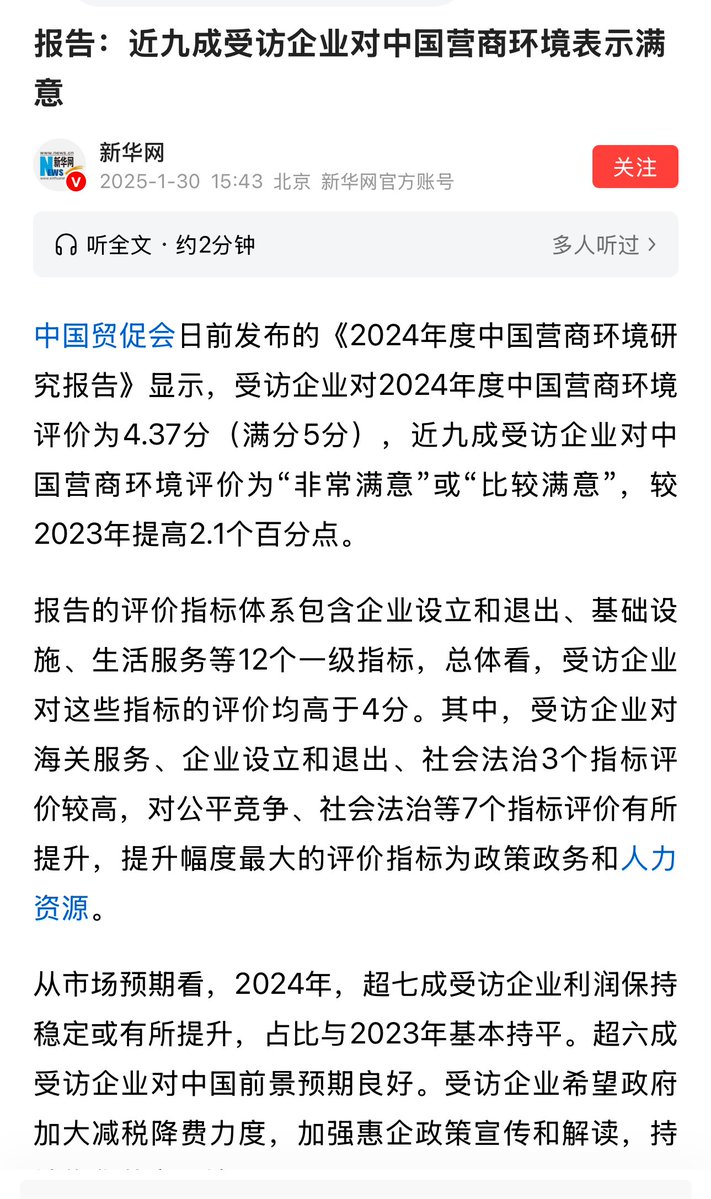 报告：近九成受访企业对中国营商环境表示满
意
新华网
2025-1-30 15:43 北京 新华网官方账号
关注
听全文 · 约2分钟
多人听过
中国贸促会日前发布的《2024年度中国营商环境研
究报告》显示，受访企业对2024年度中国营商环境
评价为4.37分（满分5分），近九成受访企业对中
国营商环境评价为“非常满意”或“比较满意”，较
2023年提高2.1个百分点。
报告的评价指标体系包含企业设立和退出、基础设
施、生活服务等12个一级指标，总体看，受访企业
对这些指标的评价均高于4分。其中，受访企业对
海关服务、企业设立和退出、社会法治3个指标评
价较高，对公平竞争、社会法治等7个指标评价有所
提升，提升幅度最大的评价指标为政策政务和人力
资源。
从市场预期看，2024年，超七成受访企业利润保持
稳定或有所提升，占比与2023年基本持平。超六成
受访企业对中国前景预期良好。受访企业希望政府
加大减税降费力度，加强惠企政策宣传和解读，持